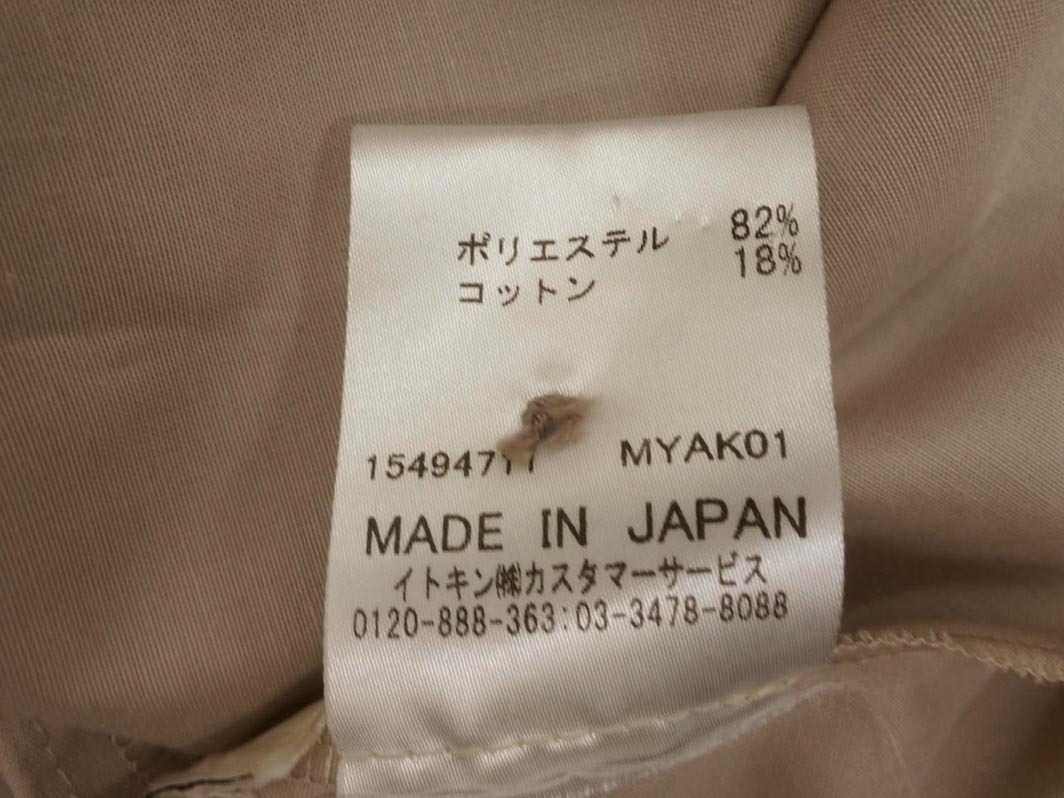 ポリエステル 82%
コットン 18%
MYAK01
MADE IN JAPAN
イトキン㈱カスタマーサービス
0120-888-363:03-3478-8088